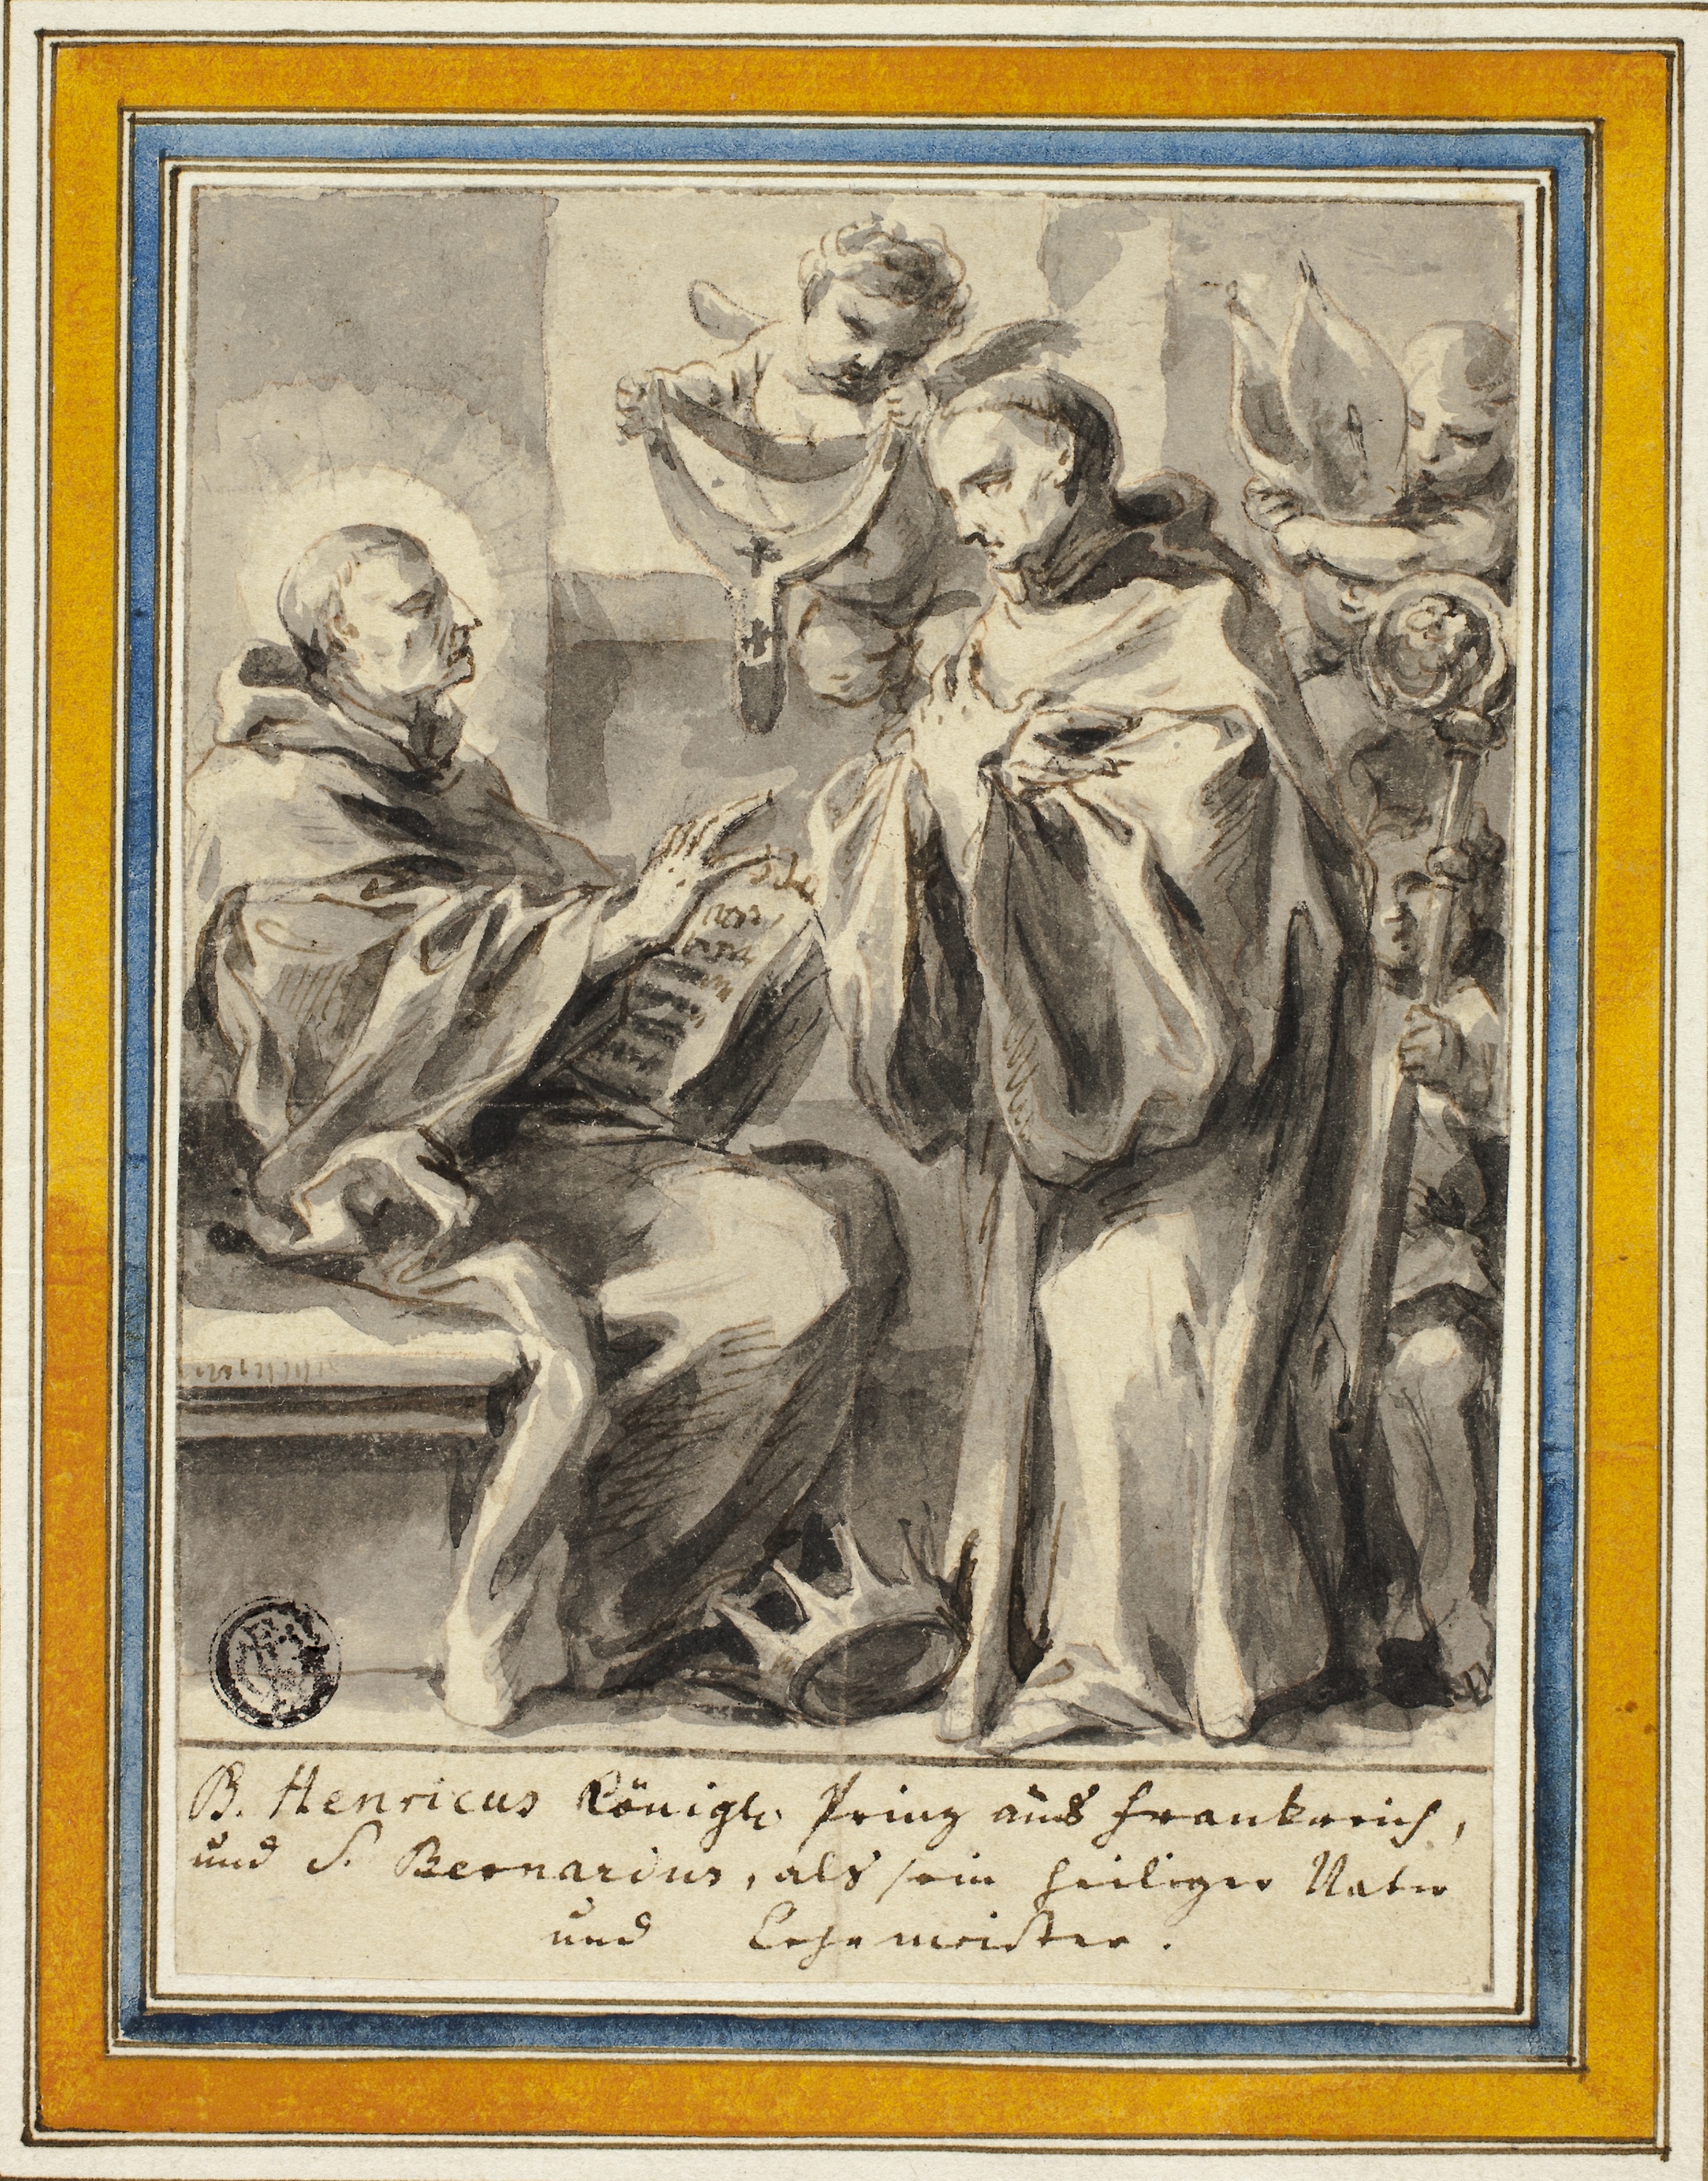 B. Henricus Königl. Prinz aus Frankreich,
und S. Bernardus, als sein heiliger Vater
und Lehrmeister.